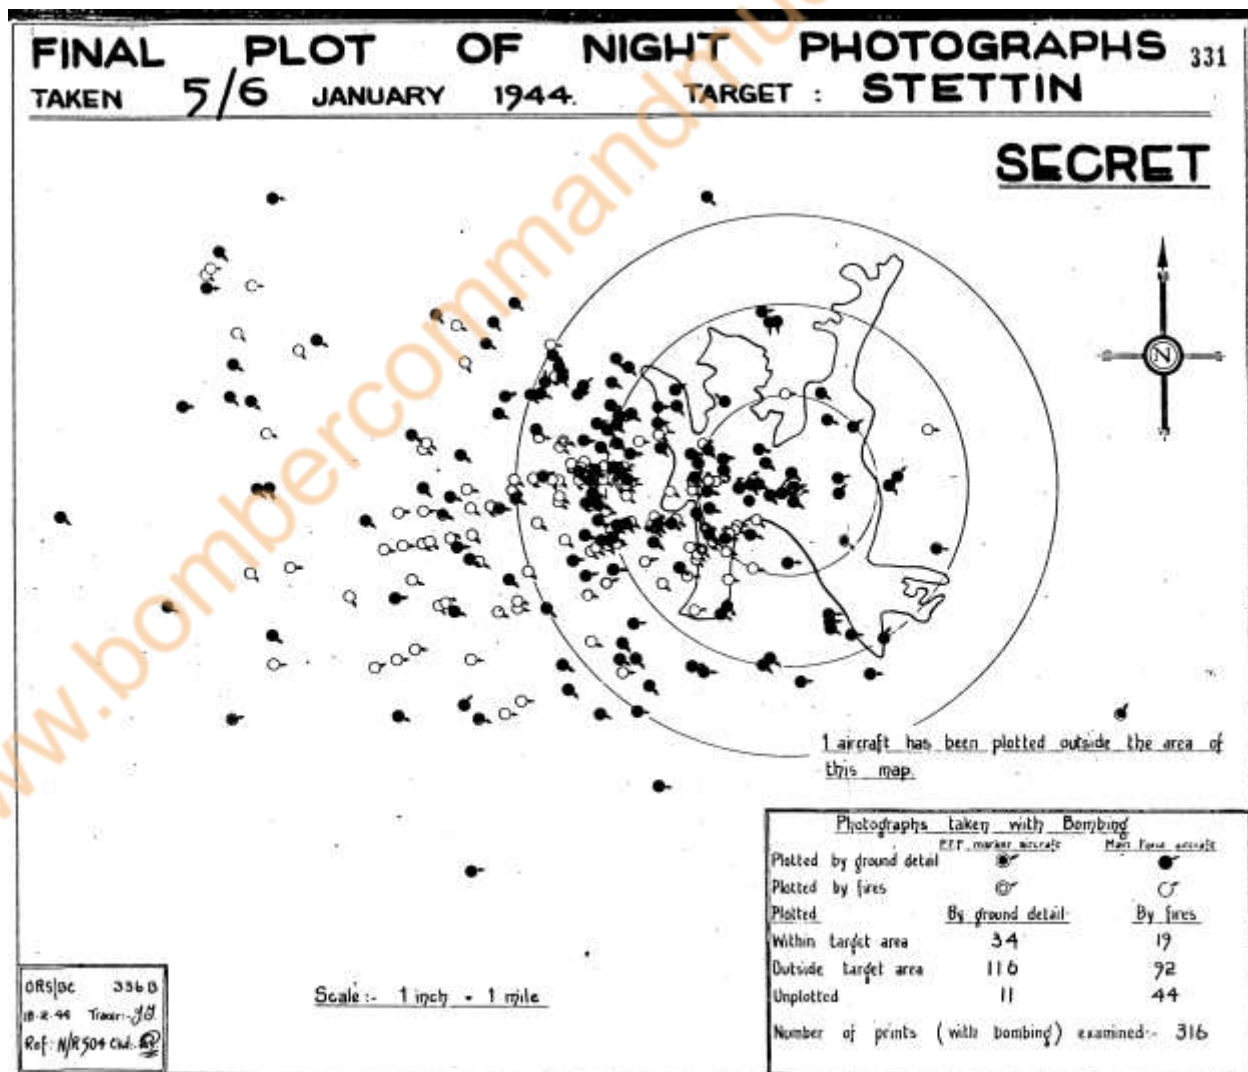 FINAL PLOT OF NIGHT PHOTOGRAPHS 331
TAKEN 5/6 JANUARY 1944. TARGET : STETTIN
SECRET
N
1 aircraft has been plotted outside the area of
this map.
Photographs taken with Bombing
P.F.F. marker aircraft Main Force aircraft
Plotted by ground detail
Plotted by fires
Plotted By ground detail By fires
Within target area 34 19
Outside target area 116 92
Unplotted 11 44
Number of prints (with bombing) examined:- 316
Scale:- 1 inch = 1 mile
ORS/BC 336B
18-2-44 Tracer:-
Ref: N/R504 Ckd:-
www.bombercommandmu